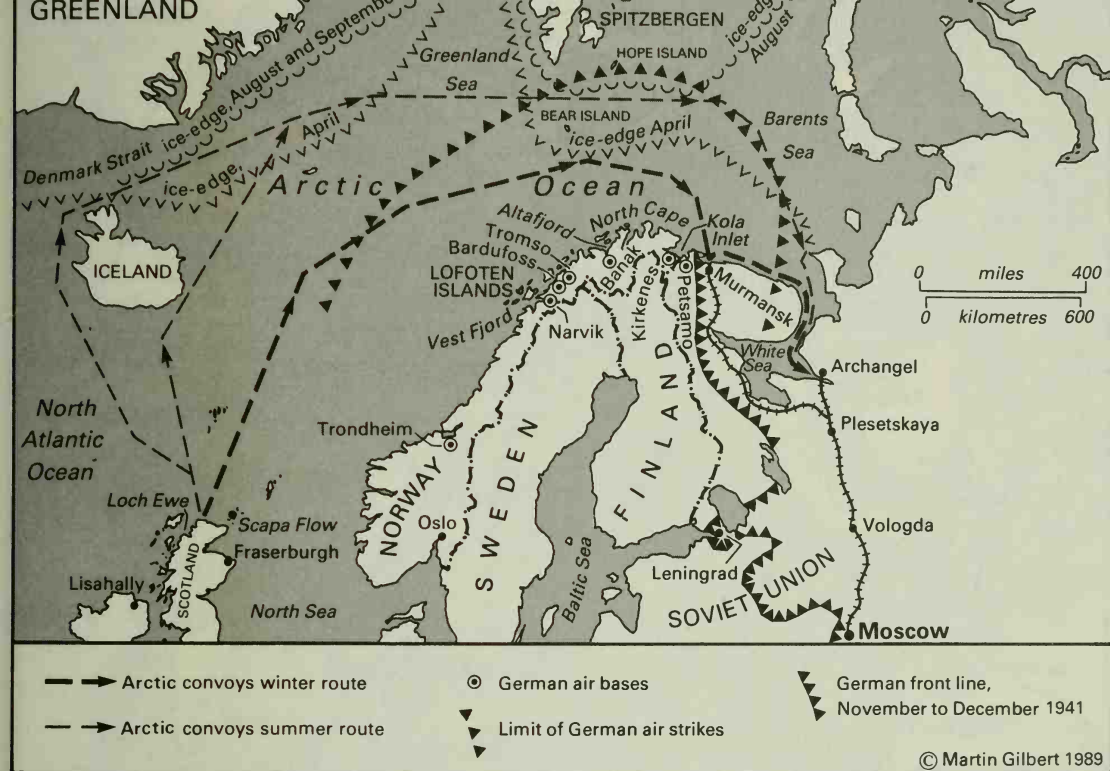 GREENLAND
SPITZBERGEN
HOPE ISLAND
ice-edge
August
ice-edge, August and September
Greenland
Sea
BEAR ISLAND
ice-edge April
Barents
Sea
Denmark Strait
ice-edge, April
Arctic Ocean
ICELAND
North Cape
Altafjord
Tromso
Bardufoss
LOFOTEN
ISLANDS
Vest Fjord
Narvik
Banak
Kirkenes
Petsamo
Kola
Inlet
Murmansk
White
Sea
0 miles 400
0 kilometres 600
Archangel
Plesetskaya
Vologda
North
Atlantic
Ocean
Trondheim
NORWAY
Oslo
SWEDEN
FINLAND
Baltic Sea
Leningrad
SOVIET UNION
Moscow
Loch Ewe
Scapa Flow
Fraserburgh
SCOTLAND
Lisahally
North Sea
Arctic convoys winter route
Arctic convoys summer route
German air bases
Limit of German air strikes
German front line,
November to December 1941
© Martin Gilbert 1989